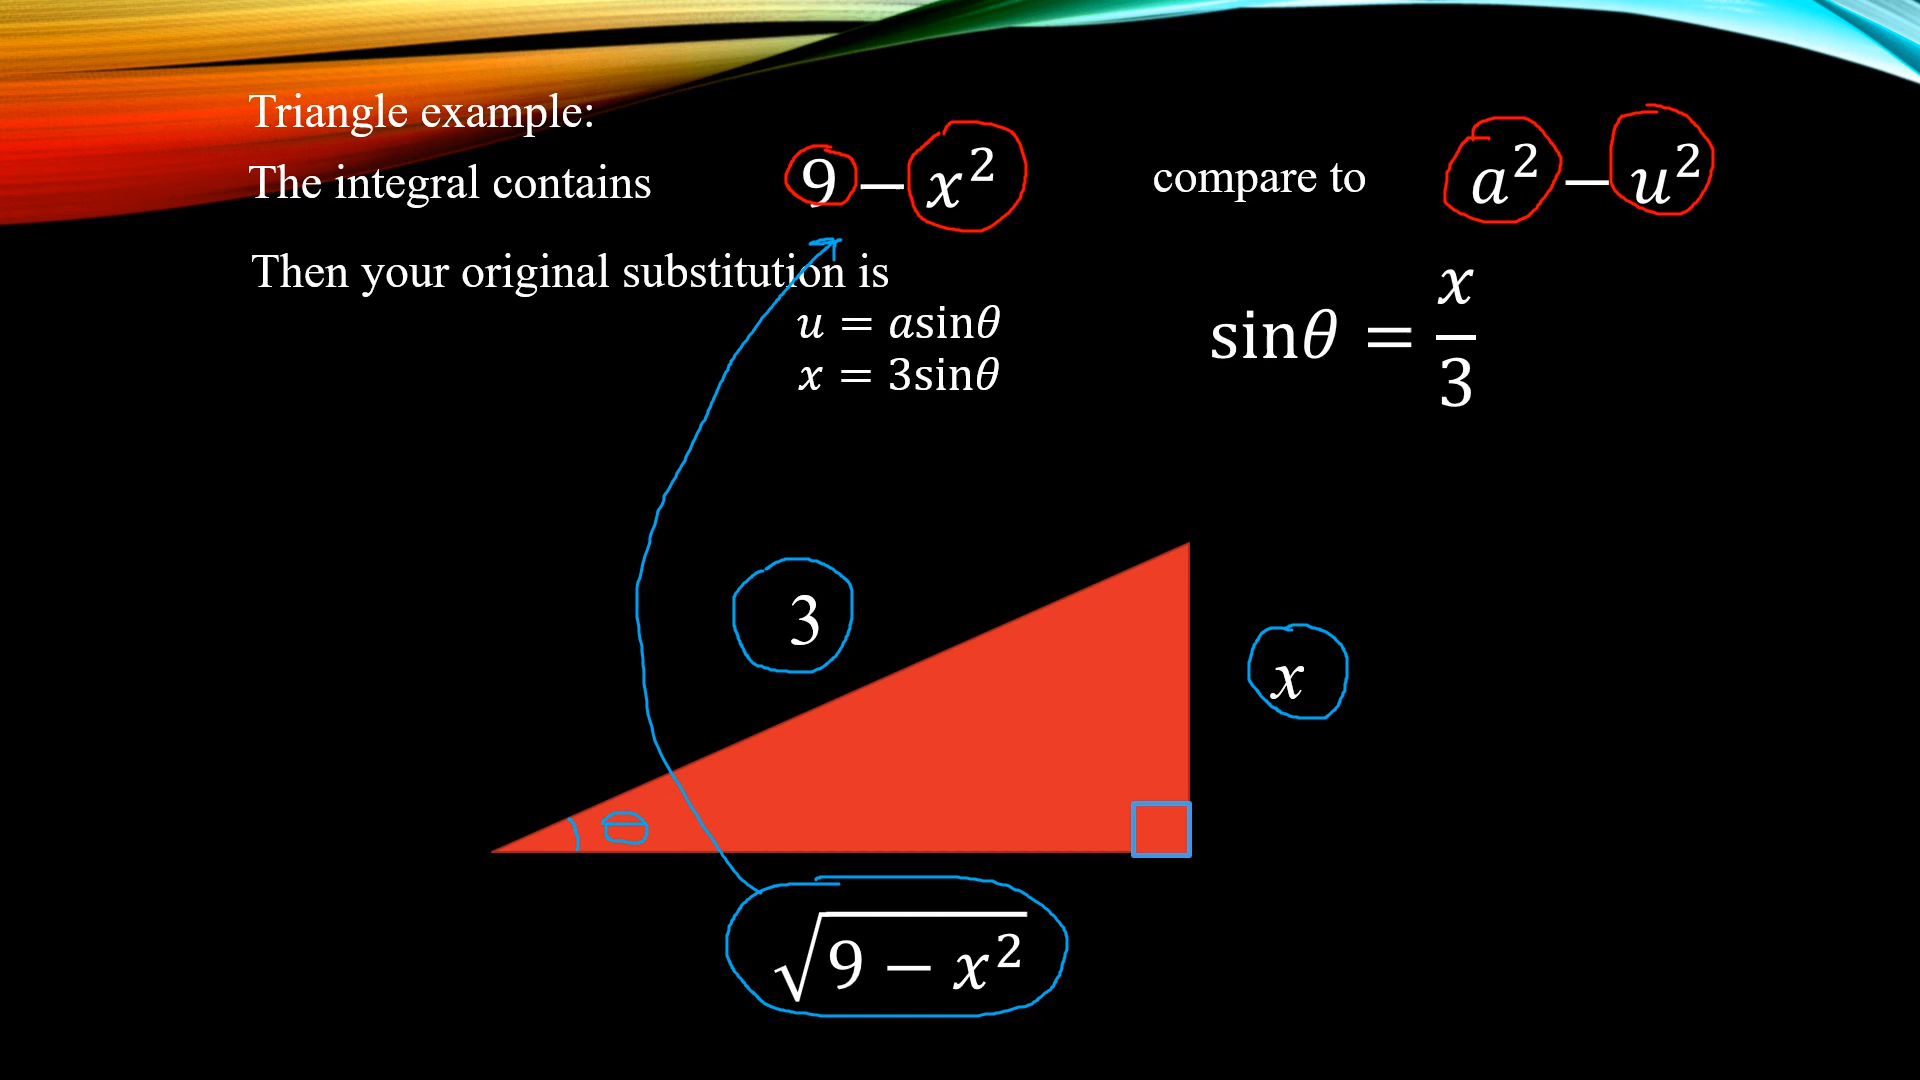 Triangle example:
The integral contains 9 − x² compare to a² − u²
Then your original substitution is
u = asinθ
x = 3sinθ
sinθ = x/3
3
x
θ
√(9 − x²)